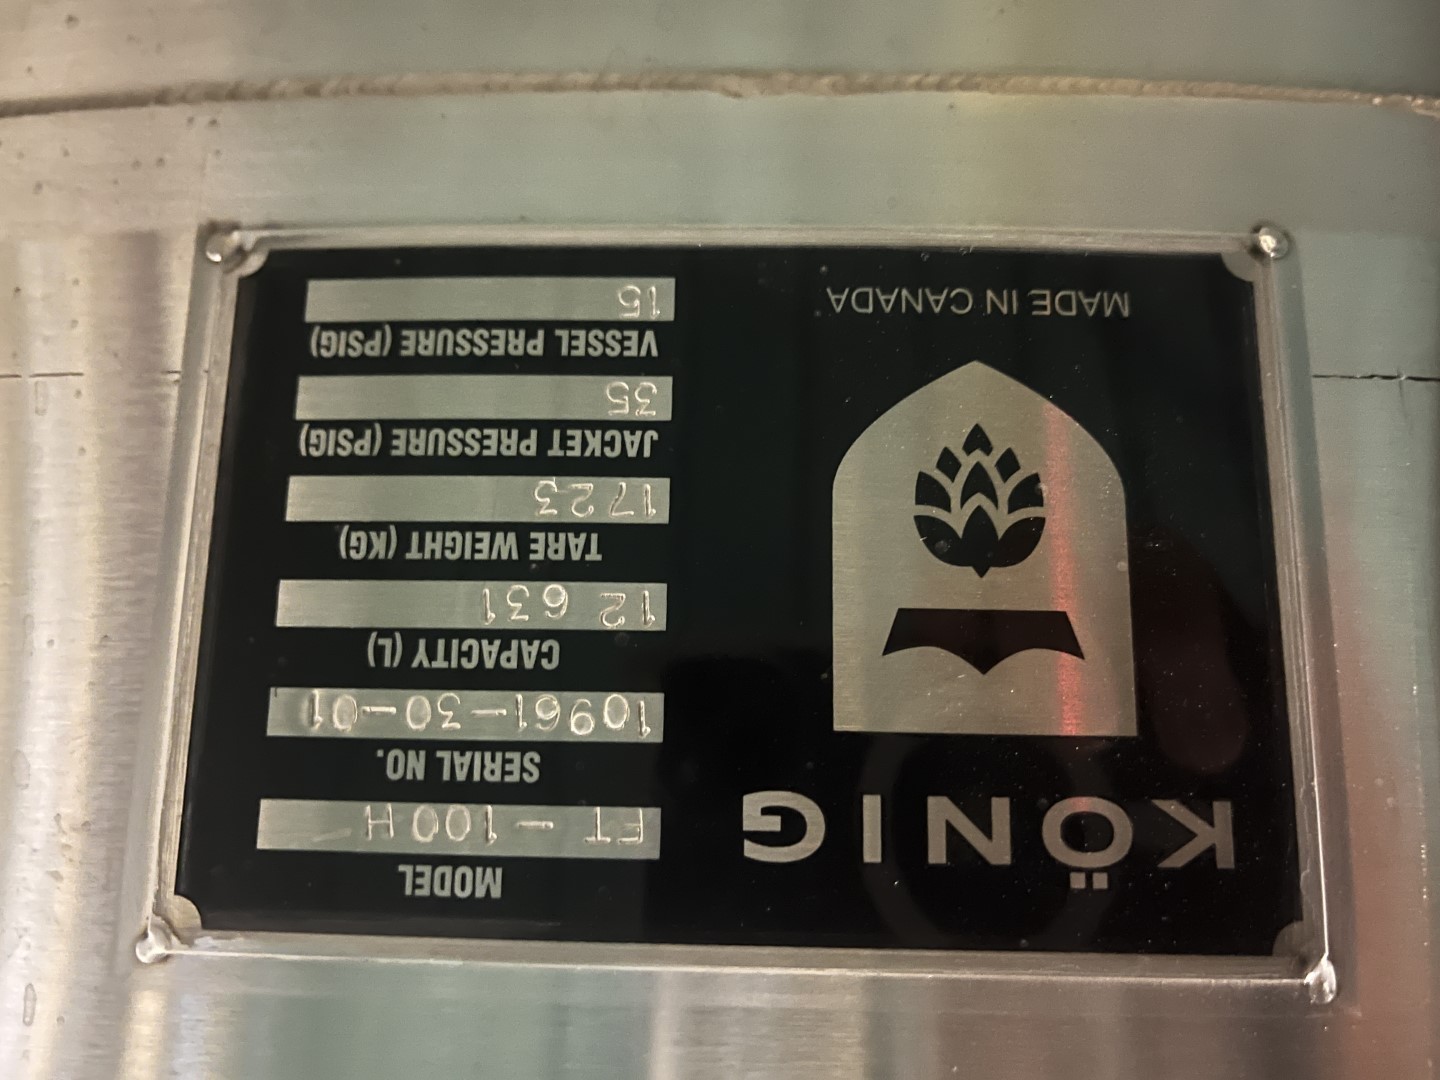 KÖNIG
MADE IN CANADA
MODEL
FT-100H
SERIAL NO.
10961-30-01
CAPACITY (L)
12 631
TARE WEIGHT (KG)
1723
JACKET PRESSURE (PSIG)
35
VESSEL PRESSURE (PSIG)
15